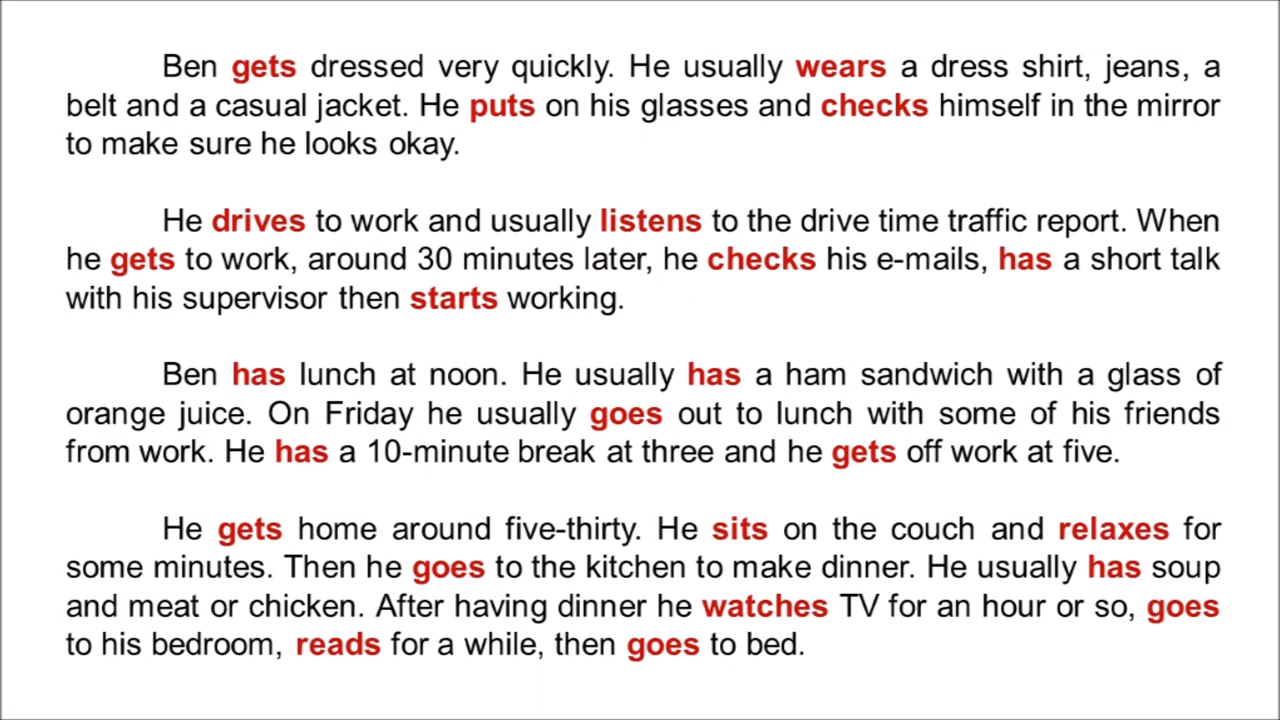 Ben gets dressed very quickly. He usually wears a dress shirt, jeans, a
belt and a casual jacket. He puts on his glasses and checks himself in the mirror
to make sure he looks okay.
He drives to work and usually listens to the drive time traffic report. When
he gets to work, around 30 minutes later, he checks his e-mails, has a short talk
with his supervisor then starts working.
Ben has lunch at noon. He usually has a ham sandwich with a glass of
orange juice. On Friday he usually goes out to lunch with some of his friends
from work. He has a 10-minute break at three and he gets off work at five.
He gets home around five-thirty. He sits on the couch and relaxes for
some minutes. Then he goes to the kitchen to make dinner. He usually has soup
and meat or chicken. After having dinner he watches TV for an hour or so, goes
to his bedroom, reads for a while, then goes to bed.